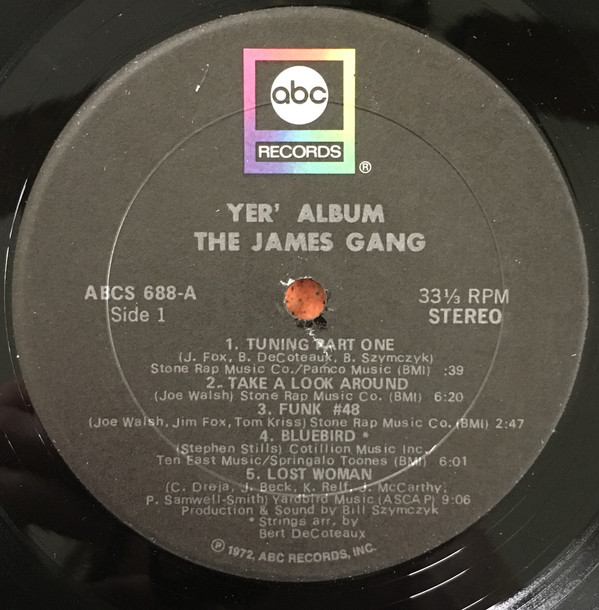 abc
RECORDS
®
YER' ALBUM
THE JAMES GANG
ABCS 688-A
Side 1
33⅓ RPM
STEREO
1. TUNING PART ONE
(J. Fox, B. DeCoteaux, B. Szymczyk)
Stone Rap Music Co./Pamco Music (BMI) :39
2. TAKE A LOOK AROUND
(Joe Walsh) Stone Rap Music Co. (BMI) 6:20
3. FUNK #48
(Joe Walsh, Jim Fox, Tom Kriss) Stone Rap Music Co. (BMI) 2:47
4. BLUEBIRD *
(Stephen Stills) Cotillion Music Inc./
Ten East Music/Springalo Toones (BMI) 6:01
5. LOST WOMAN
(C. Dreja, J. Beck, K. Relf, J. McCarthy,
P. Samwell-Smith) Yardbird Music (ASCAP) 9:06
Production & Sound by Bill Szymczyk
* Strings arr. by
Bert DeCoteaux
℗ 1972, ABC RECORDS, INC.